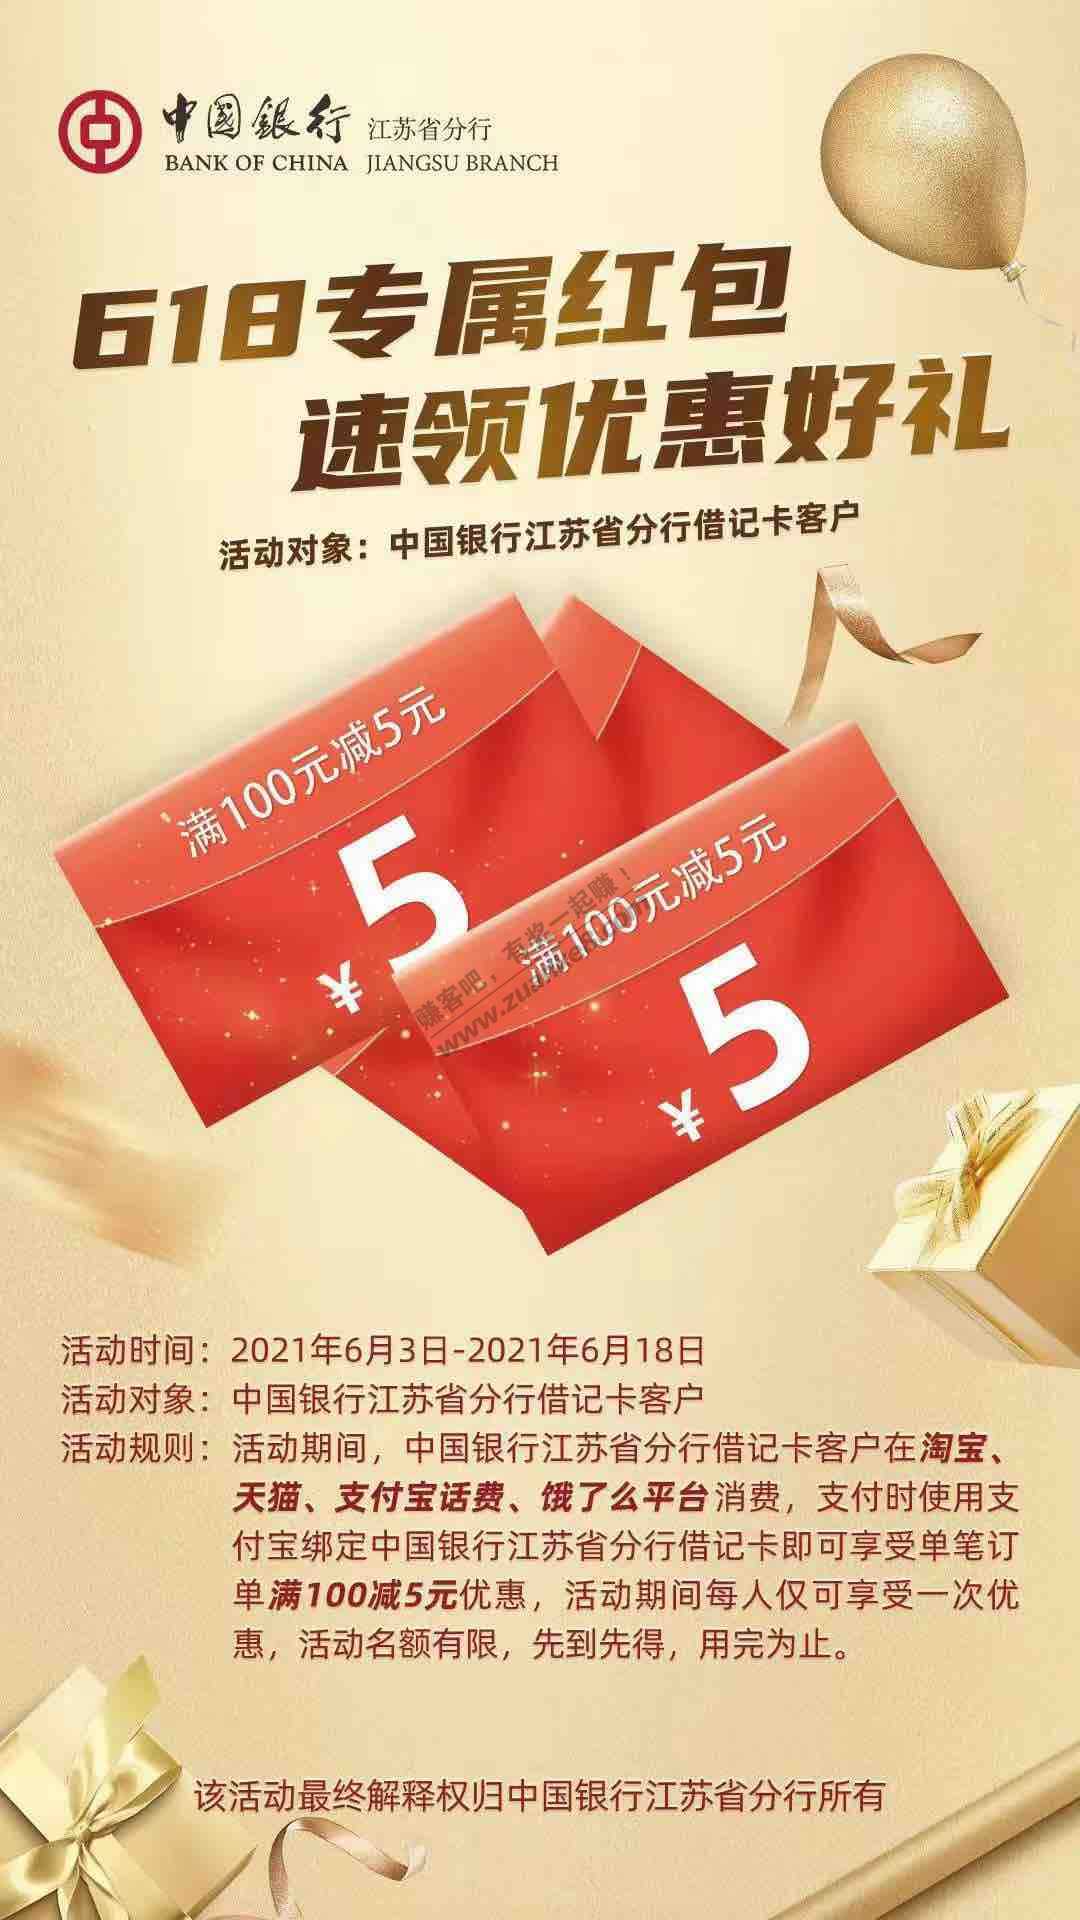 中國銀行 江苏省分行
BANK OF CHINA JIANGSU BRANCH
618专属红包
速领优惠好礼
活动对象：中国银行江苏省分行借记卡客户
满100元减5元
¥5
满100元减5元
¥5
赚客吧，有奖一起赚！
活动时间：2021年6月3日-2021年6月18日
活动对象：中国银行江苏省分行借记卡客户
活动规则：活动期间，中国银行江苏省分行借记卡客户在淘宝、
天猫、支付宝话费、饿了么平台消费，支付时使用支
付宝绑定中国银行江苏省分行借记卡即可享受单笔订
单满100减5元优惠，活动期间每人仅可享受一次优
惠，活动名额有限，先到先得，用完为止。
该活动最终解释权归中国银行江苏省分行所有